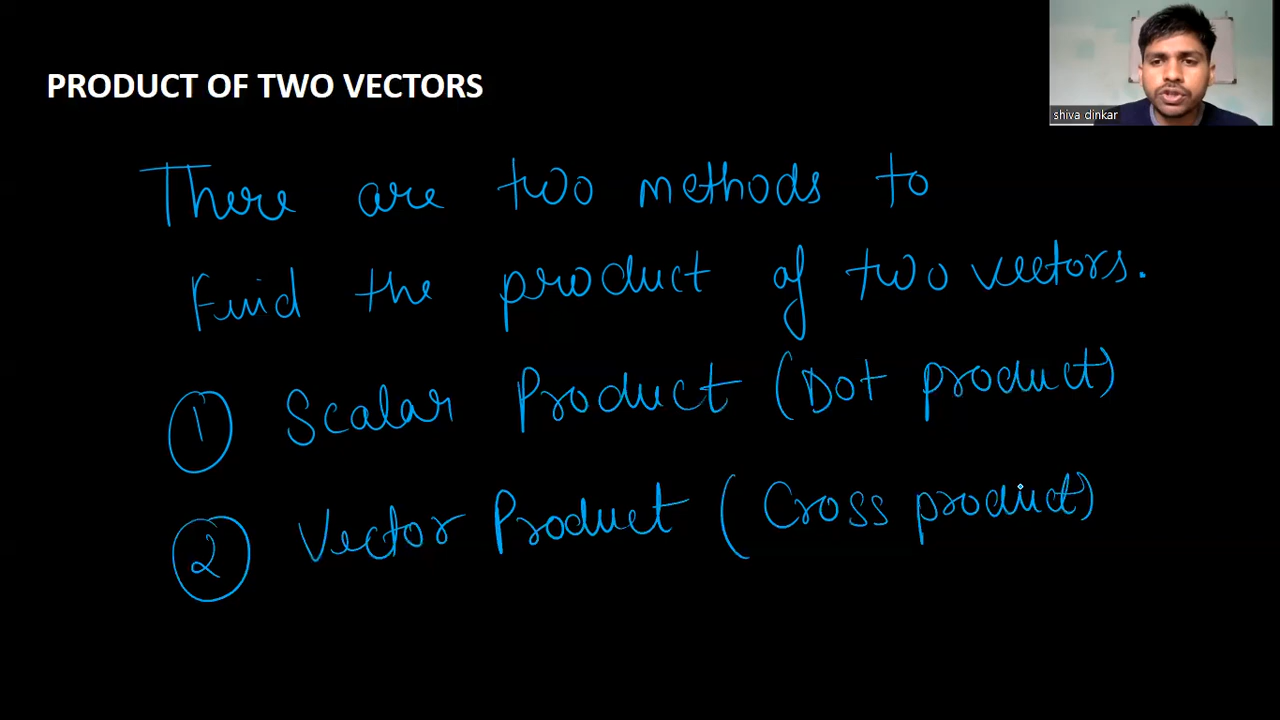 PRODUCT OF TWO VECTORS
shiva dinkar
There are two methods to
Find the product of two vectors.
1 Scalar Product (Dot product)
2 Vector Product (Cross product)